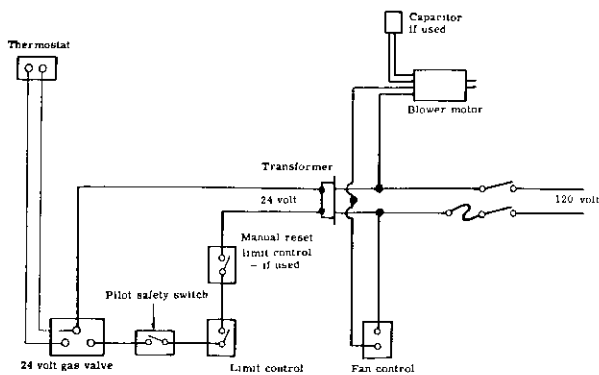 Capacitor
if used
Thermostat
Blower motor
Transformer
24 volt
120 volt
Manual reset
limit control
- if used
Pilot safety switch
24 volt gas valve
Limit control
Fan control